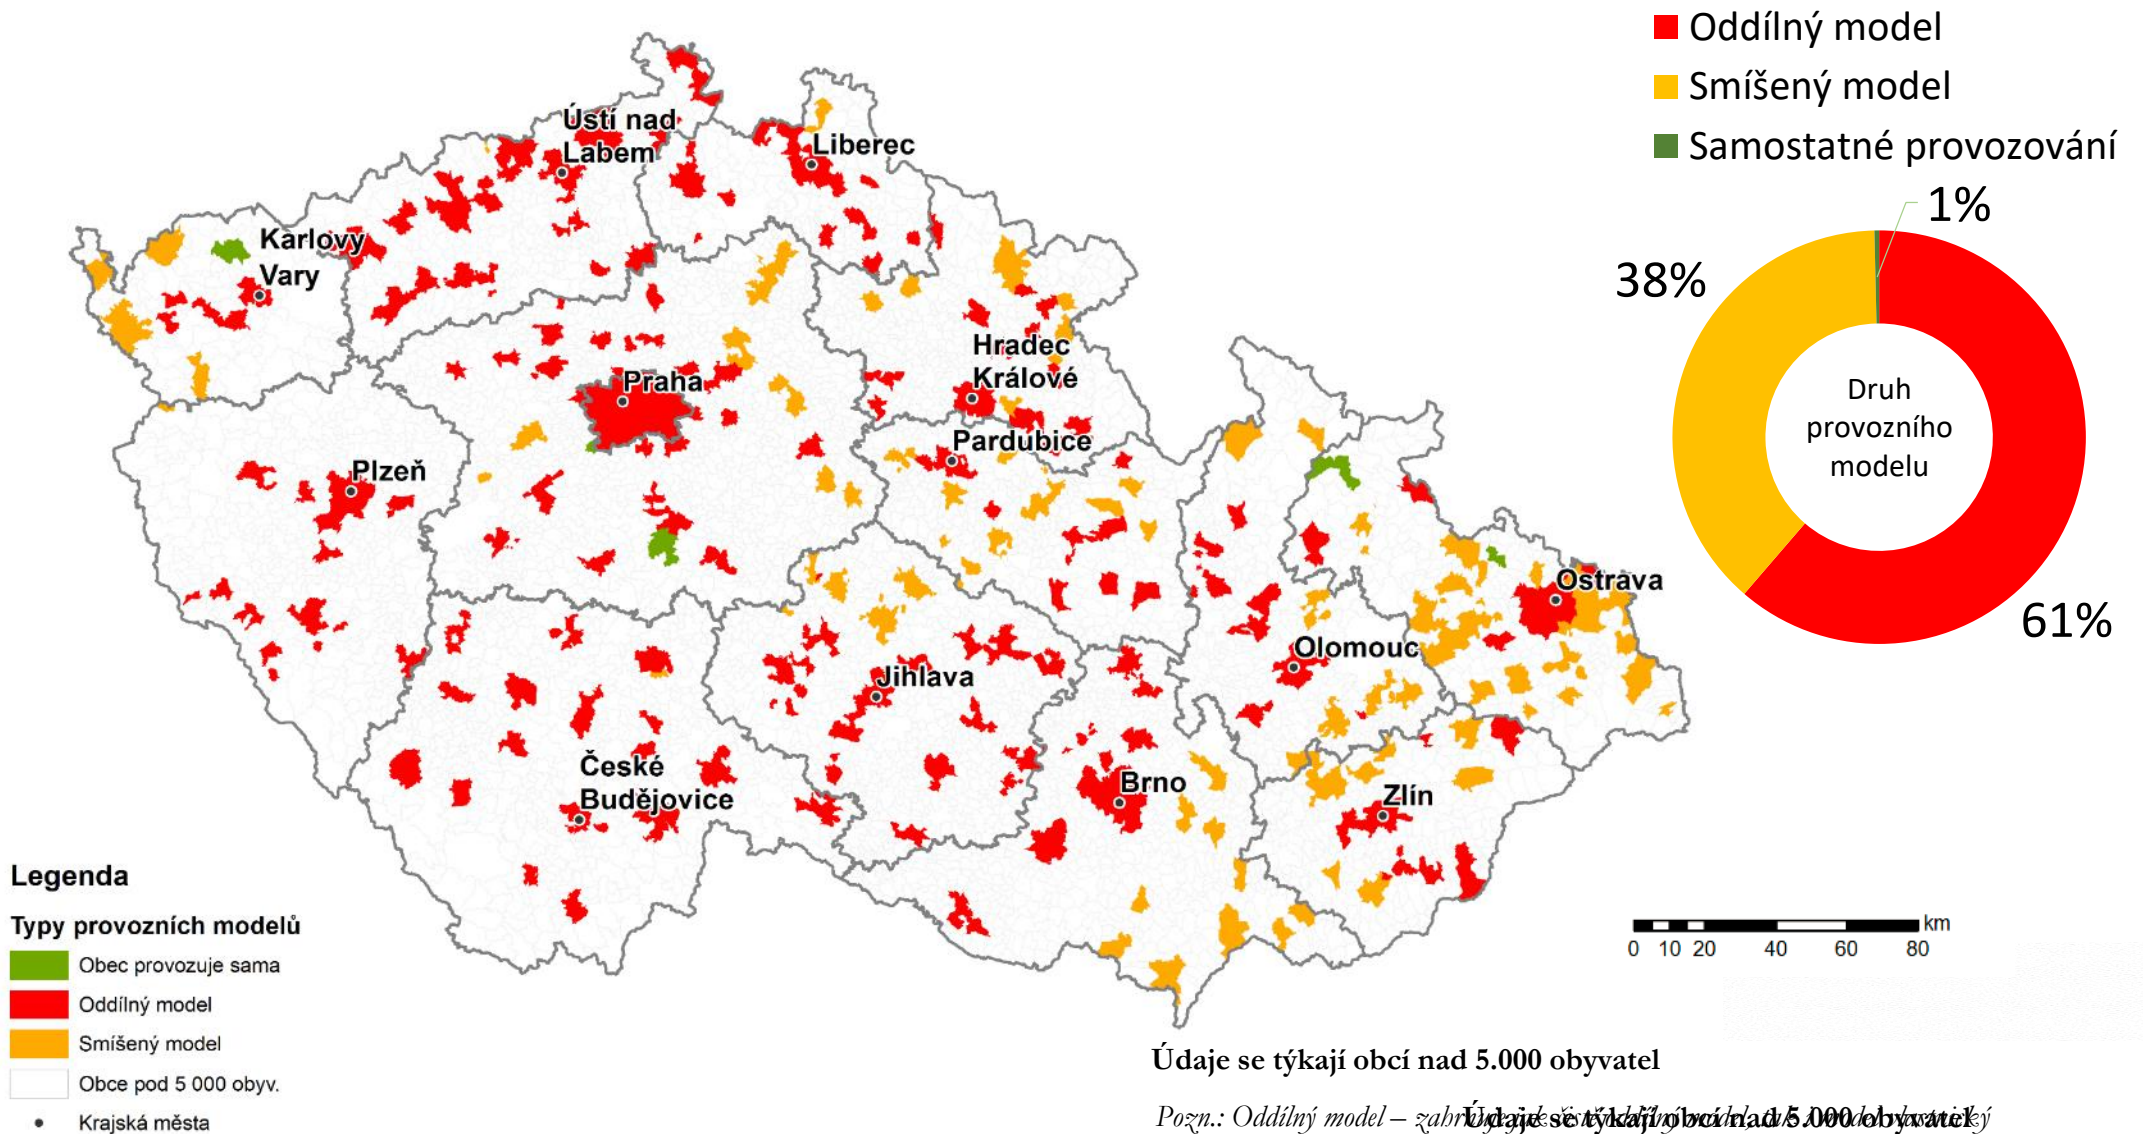 Oddílný model
Smíšený model
Samostatné provozování
1%
38%
61%
Druh
provozního
modelu
Ústí nad
Labem
Liberec
Karlovy
Vary
Hradec
Králové
Praha
Pardubice
Plzeň
Ostrava
Olomouc
Jihlava
České
Budějovice
Brno
Zlín
Legenda
Typy provozních modelů
Obec provozuje sama
Oddílný model
Smíšený model
Obce pod 5 000 obyv.
Krajská města
km
0 10 20 40 60 80
Údaje se týkají obcí nad 5.000 obyvatel
Pozn.: Oddílný model –
Údaje se týkají obcí nad 5.000 obyvatel